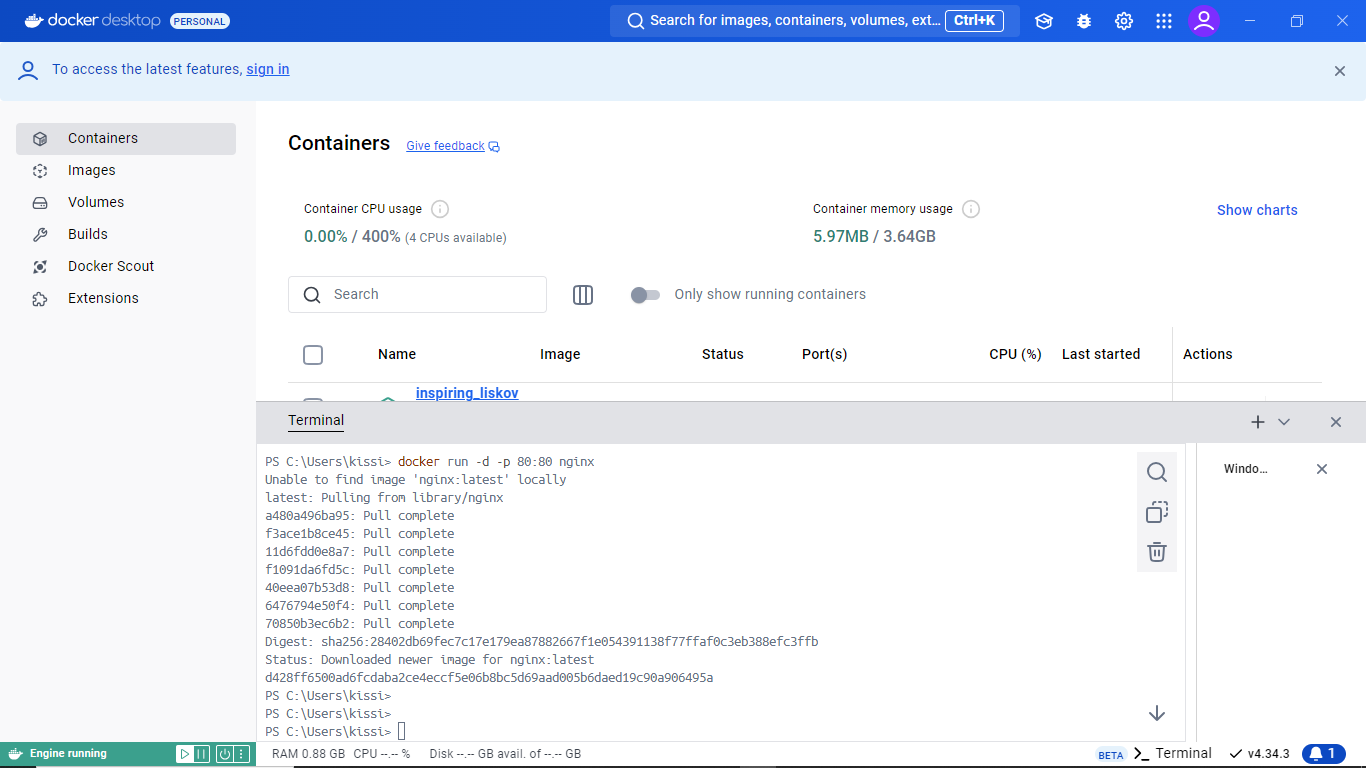 docker desktop PERSONAL Search for images, containers, volumes, ext... Ctrl+K
To access the latest features, sign in
Containers
Images
Volumes
Builds
Docker Scout
Extensions
Containers Give feedback
Container CPU usage
0.00% / 400% (4 CPUs available)
Container memory usage
5.97MB / 3.64GB
Show charts
Search
Only show running containers
Name Image Status Port(s) CPU (%) Last started Actions
inspiring_liskov
Terminal
PS C:\Users\kissi> docker run -d -p 80:80 nginx
Unable to find image 'nginx:latest' locally
latest: Pulling from library/nginx
a480a496ba95: Pull complete
f3ace1b8ce45: Pull complete
11d6fdd0e8a7: Pull complete
f1091da6fd5c: Pull complete
40eea07b53d8: Pull complete
6476794e50f4: Pull complete
70850b3ec6b2: Pull complete
Digest: sha256:28402db69fec7c17e179ea87882667f1e054391138f77ffaf0c3eb388efc3ffb
Status: Downloaded newer image for nginx:latest
d428ff6500ad6fcdaba2ce4eccf5e06b8bc5d69aad005b6daed19c90a906495a
PS C:\Users\kissi>
PS C:\Users\kissi>
PS C:\Users\kissi>
Windo...
Engine running
RAM 0.88 GB CPU --.-- % Disk --.-- GB avail. of --.-- GB
BETA >_ Terminal v4.34.3 1